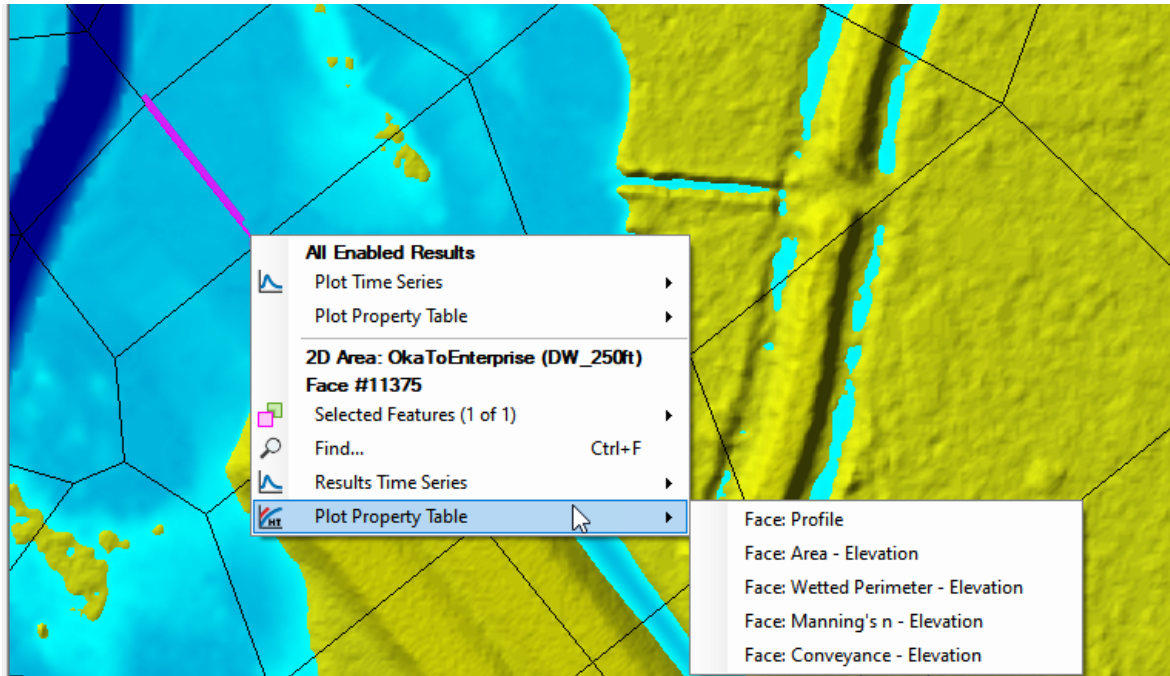 All Enabled Results
Plot Time Series
Plot Property Table
2D Area: OkaToEnterprise (DW_250ft)
Face #11375
Selected Features (1 of 1)
Find... Ctrl+F
Results Time Series
HT Plot Property Table
Face: Profile
Face: Area - Elevation
Face: Wetted Perimeter - Elevation
Face: Manning's n - Elevation
Face: Conveyance - Elevation